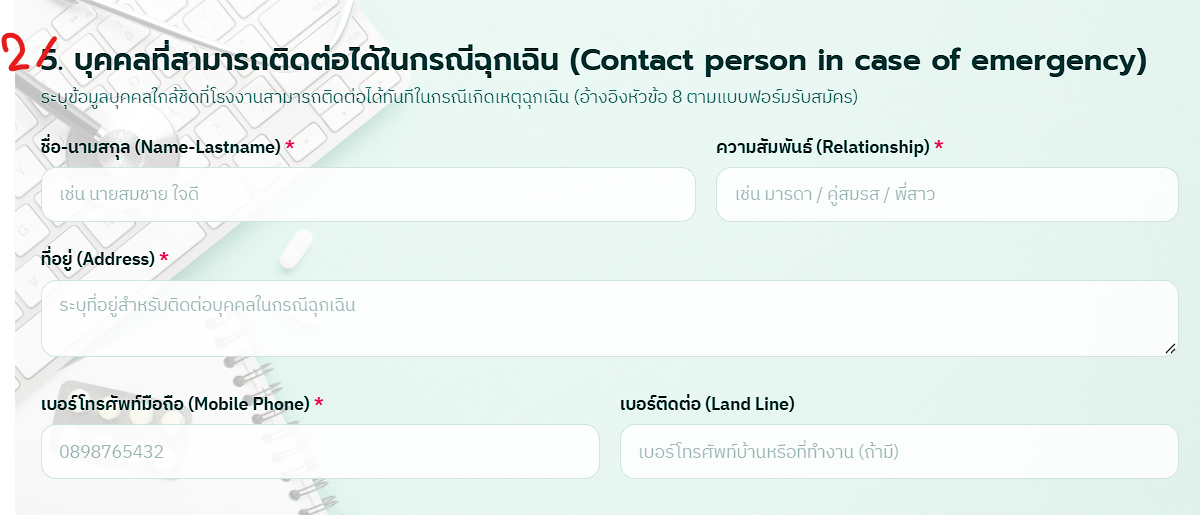 2/
5. บุคคลที่สามารถติดต่อได้ในกรณีฉุกเฉิน (Contact person in case of emergency)
ระบุข้อมูลบุคคลใกล้ชิดที่โรงงานสามารถติดต่อได้ทันทีในกรณีเกิดเหตุฉุกเฉิน (อ้างอิงหัวข้อ 8 ตามแบบฟอร์มรับสมัคร)
ชื่อ-นามสกุล (Name-Lastname) * ความสัมพันธ์ (Relationship) *
เช่น นายสมชาย ใจดี เช่น มารดา / คู่สมรส / พี่สาว
ที่อยู่ (Address) *
ระบุที่อยู่สำหรับติดต่อบุคคลในกรณีฉุกเฉิน
เบอร์โทรศัพท์มือถือ (Mobile Phone) * เบอร์ติดต่อ (Land Line)
0898765432 เบอร์โทรศัพท์บ้านหรือที่ทำงาน (ถ้ามี)